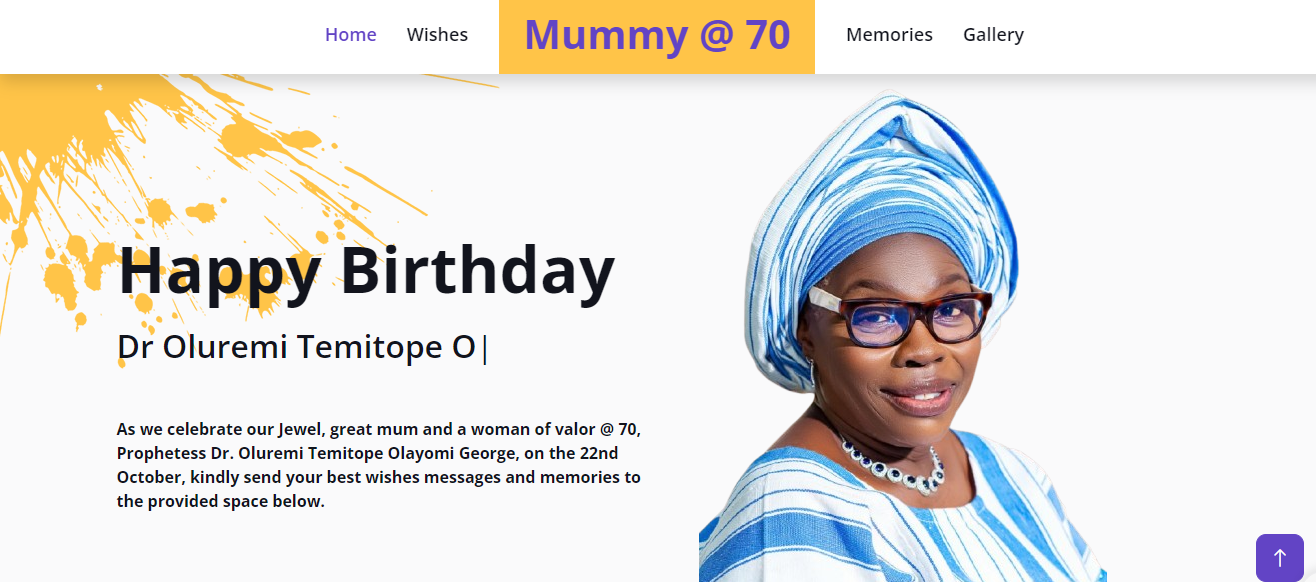 Home Wishes Mummy @ 70 Memories Gallery
Happy Birthday
Dr Oluremi Temitope O|
As we celebrate our Jewel, great mum and a woman of valor @ 70,
Prophetess Dr. Oluremi Temitope Olayomi George, on the 22nd
October, kindly send your best wishes messages and memories to
the provided space below.